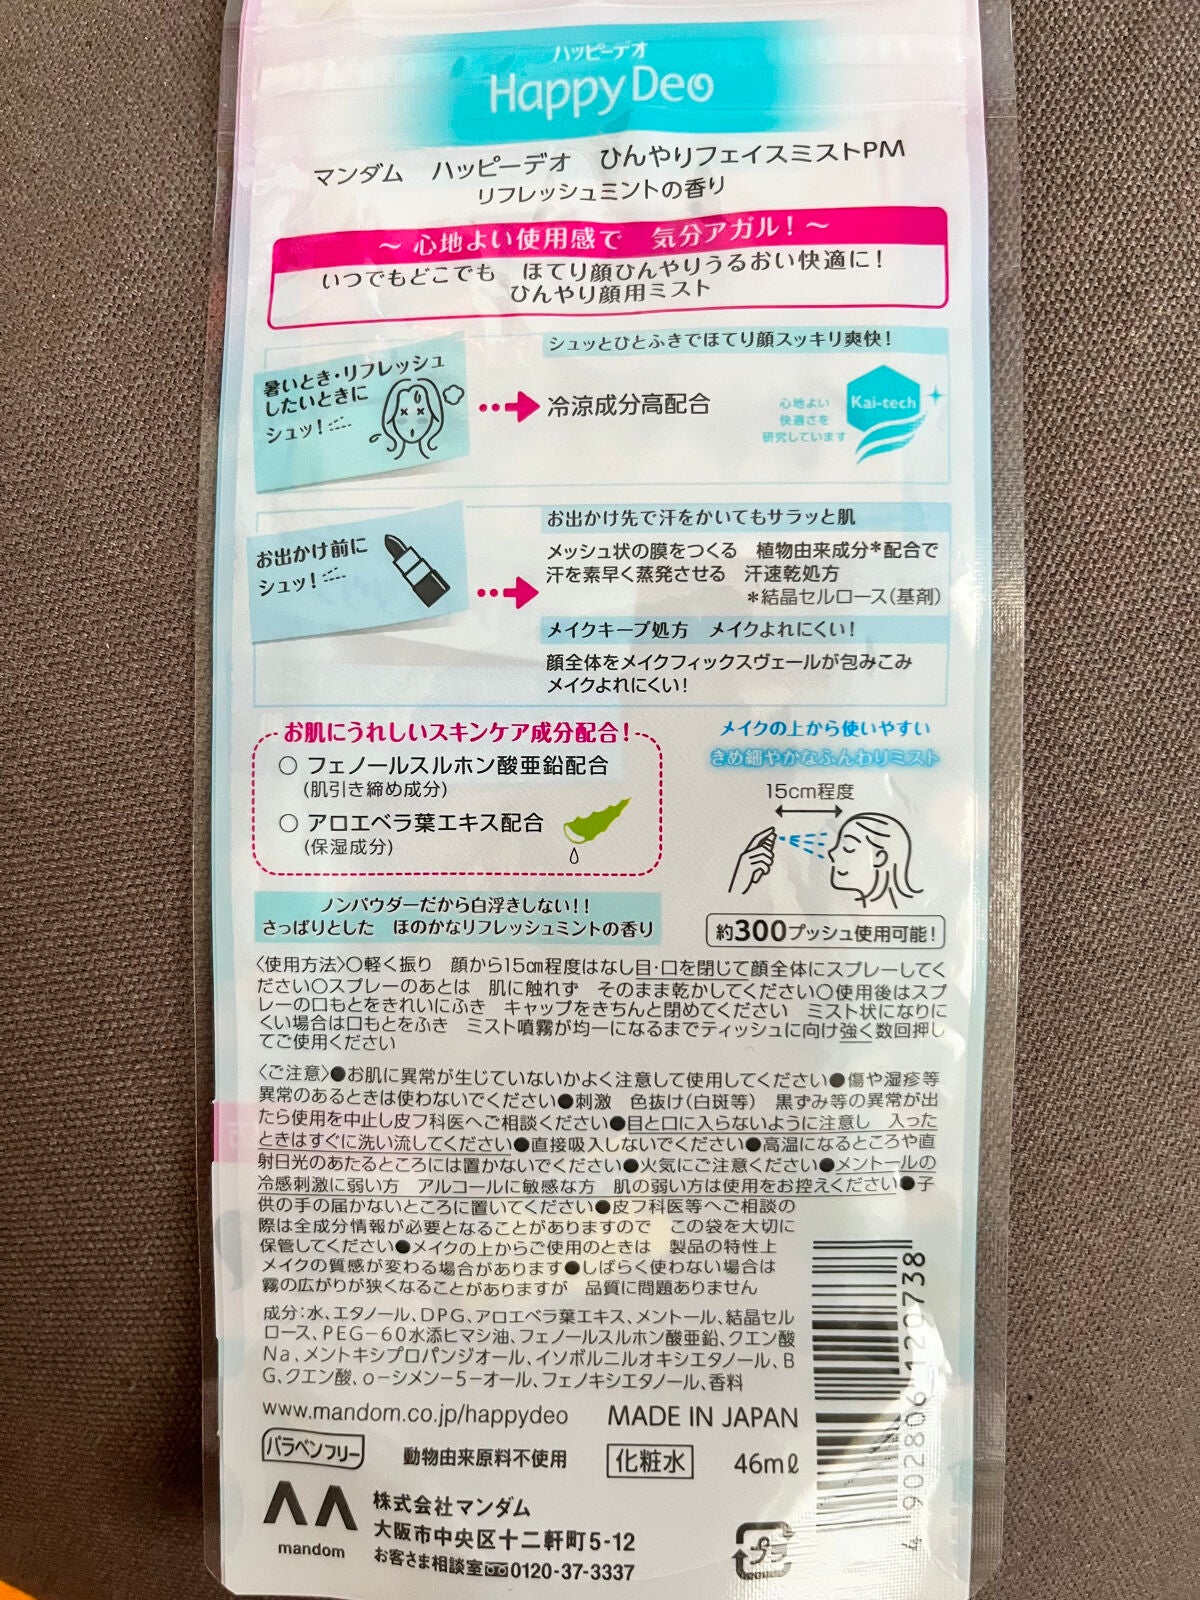 ハッピーデオ
Happy Deo
マンダム　ハッピーデオ　ひんやりフェイスミストPM
リフレッシュミントの香り
〜 心地よい使用感で　気分アガル！〜
いつでもどこでも　ほてり顔ひんやりうるおい快適に！
ひんやり顔用ミスト
暑いとき・リフレッシュ
したいときに
シュッ！
シュッとひとふきでほてり顔スッキリ爽快！
冷涼成分高配合
心地よい
快適さを
研究しています
Kai-tech
お出かけ前に
シュッ！
お出かけ先で汗をかいてもサラッと肌
メッシュ状の膜をつくる　植物由来成分＊配合で
汗を素早く蒸発させる　汗速乾処方
＊結晶セルロース(基剤)
メイクキープ処方　メイクよれにくい！
顔全体をメイクフィックスヴェールが包みこみ
メイクよれにくい！
お肌にうれしいスキンケア成分配合！
○ フェノールスルホン酸亜鉛配合
(肌引き締め成分)
○ アロエベラ葉エキス配合
(保湿成分)
メイクの上から使いやすい
きめ細やかなふんわりミスト
15cm程度
ノンパウダーだから白浮きしない！！
さっぱりとした　ほのかなリフレッシュミントの香り
約300プッシュ使用可能！
〈使用方法〉○軽く振り　顔から15㎝程度はなし目・口を閉じて顔全体にスプレーしてく
ださい○スプレーのあとは　肌に触れず　そのまま乾かしてください○使用後はスプ
レーの口もとをきれいにふき　キャップをきちんと閉めてください　ミスト状になりに
くい場合は口もとをふき　ミスト噴霧が均一になるまでティッシュに向け強く数回押し
てご使用ください
〈ご注意〉●お肌に異常が生じていないかよく注意して使用してください●傷や湿疹等
異常のあるときは使わないでください●刺激　色抜け(白斑等)　黒ずみ等の異常が出
たら使用を中止し皮フ科医へご相談ください●目と口に入らないように注意し　入った
ときはすぐに洗い流してください●直接吸入しないでください●高温になるところや直
射日光のあたるところには置かないでください●火気にご注意ください●メントールの
冷感刺激に弱い方　アルコールに敏感な方　肌の弱い方は使用をお控えください●子
供の手の届かないところに置いてください●皮フ科医等へご相談の
際は全成分情報が必要となることがありますので　この袋を大切に
保管してください●メイクの上からご使用のときは　製品の特性上
メイクの質感が変わる場合があります●しばらく使わない場合は
霧の広がりが狭くなることがありますが　品質に問題ありません
成分：水、エタノール、DPG、アロエベラ葉エキス、メントール、結晶セル
ロース、PEG−60水添ヒマシ油、フェノールスルホン酸亜鉛、クエン酸
Na、メントキシプロパンジオール、イソボルニルオキシエタノール、B
G、クエン酸、o−シメン−5−オール、フェノキシエタノール、香料
www.mandom.co.jp/happydeo　MADE IN JAPAN
パラベンフリー　動物由来原料不使用　化粧水　46mℓ
mandom
株式会社マンダム
大阪市中央区十二軒町5-12
お客さま相談室 0120-37-3337
プラ
4 902806 120738